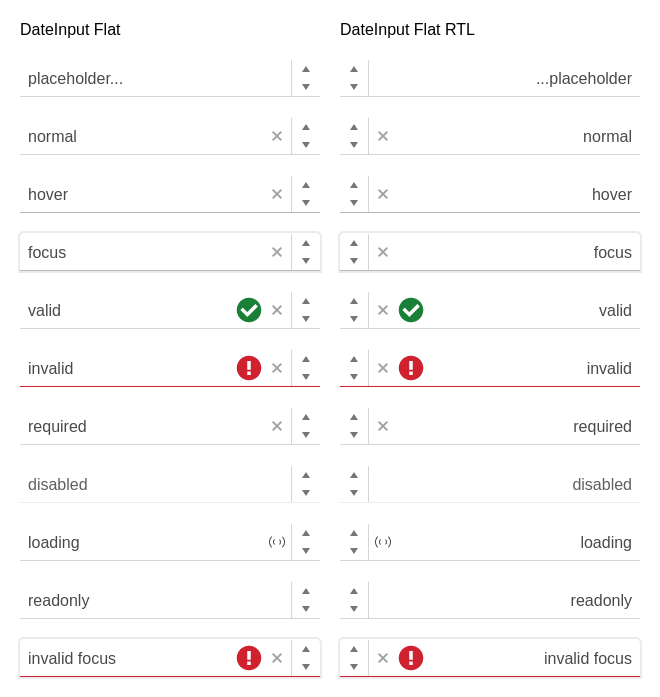 DateInput Flat
placeholder...
normal
hover
focus
valid
invalid
required
disabled
loading
readonly
invalid focus
DateInput Flat RTL
...placeholder
normal
hover
focus
valid
invalid
required
disabled
loading
readonly
invalid focus